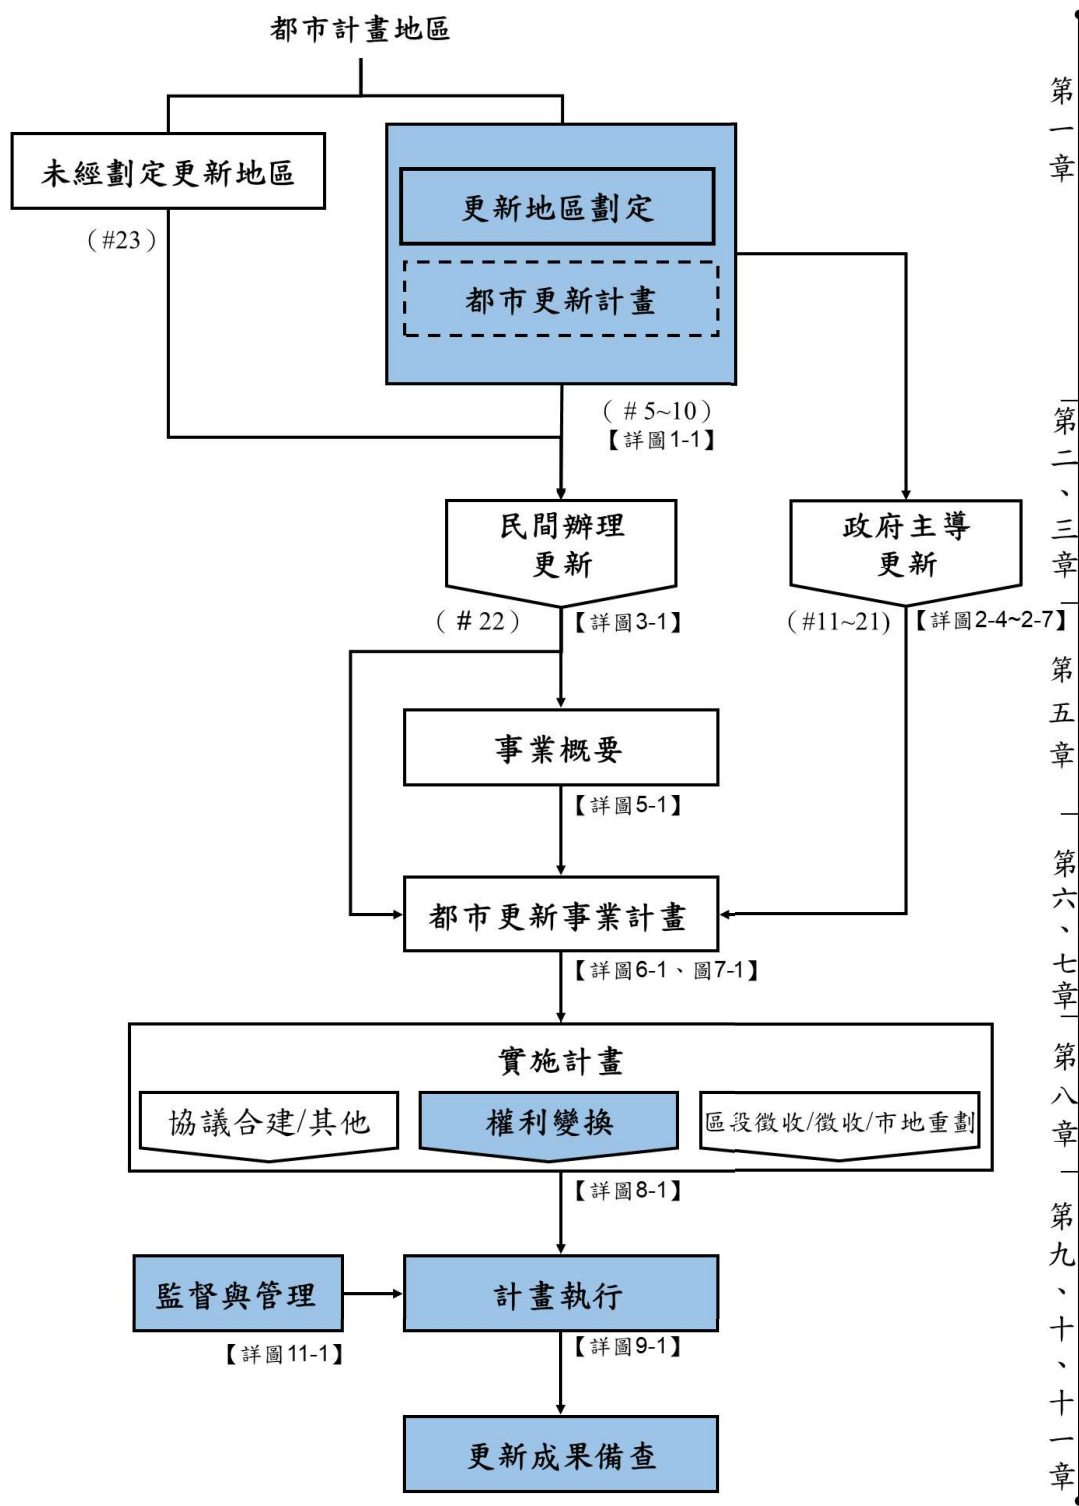 都市計畫地區
未經劃定更新地區
(#23)
更新地區劃定
都市更新計畫
(# 5~10)
【詳圖1-1】
民間辦理
更新
政府主導
更新
(# 22)
【詳圖3-1】
(#11~21)
【詳圖2-4~2-7】
事業概要
【詳圖5-1】
都市更新事業計畫
【詳圖6-1、圖7-1】
實施計畫
協議合建/其他
權利變換
區段徵收/徵收/市地重劃
【詳圖8-1】
監督與管理
計畫執行
【詳圖11-1】
【詳圖9-1】
更新成果備查
第一章
第二、三章
第五章
第六、七章
第八章
第九、十、十一章